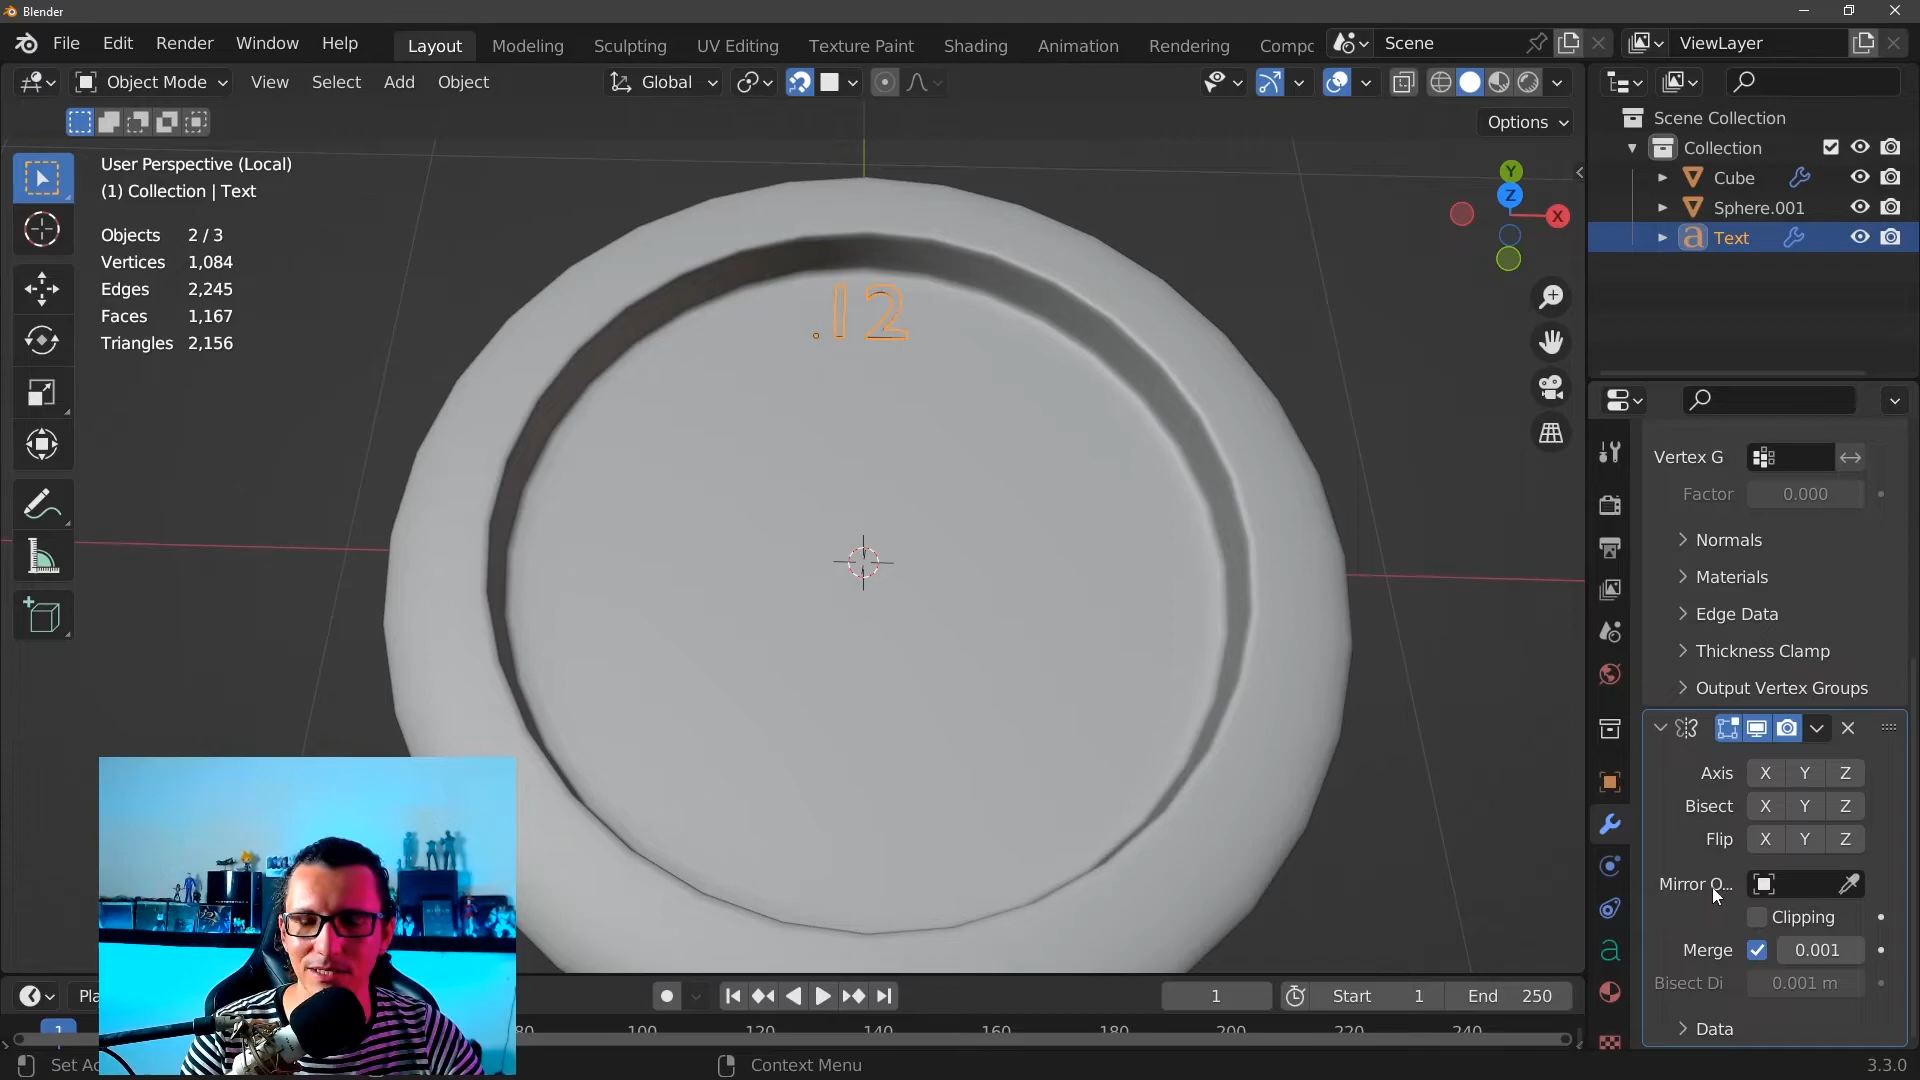 Blender
File Edit Render Window Help Layout Modeling Sculpting UV Editing Texture Paint Shading Animation Rendering Compc Scene ViewLayer
Object Mode View Select Add Object Global
Options
User Perspective (Local)
(1) Collection | Text
Objects 2 / 3
Vertices 1,084
Edges 2,245
Faces 1,167
Triangles 2,156
12
Y
Z
X
Scene Collection
Collection
Cube
Sphere.001
Text
Vertex G
Factor 0.000
Normals
Materials
Edge Data
Thickness Clamp
Output Vertex Groups
Axis X Y Z
Bisect X Y Z
Flip X Y Z
Mirror O...
Clipping
Merge 0.001
Bisect Di 0.001 m
Data
Pla 1 Start 1 End 250
1 80 100 120 140 160 180 200 220 240
Set Ac Context Menu 3.3.0